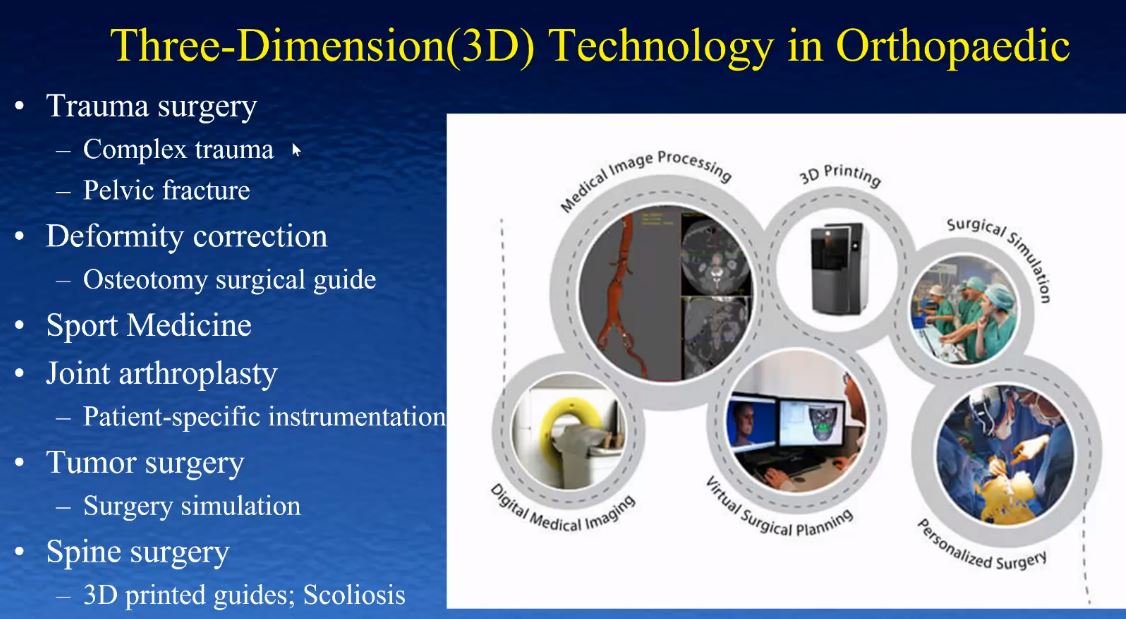 Three-Dimension(3D) Technology in Orthopaedic
• Trauma surgery
– Complex trauma
– Pelvic fracture
• Deformity correction
– Osteotomy surgical guide
• Sport Medicine
• Joint arthroplasty
– Patient-specific instrumentation
• Tumor surgery
– Surgery simulation
• Spine surgery
– 3D printed guides; Scoliosis
Medical Image Processing
3D Printing
Surgical Simulation
Digital Medical Imaging
Virtual Surgical Planning
Personalized Surgery